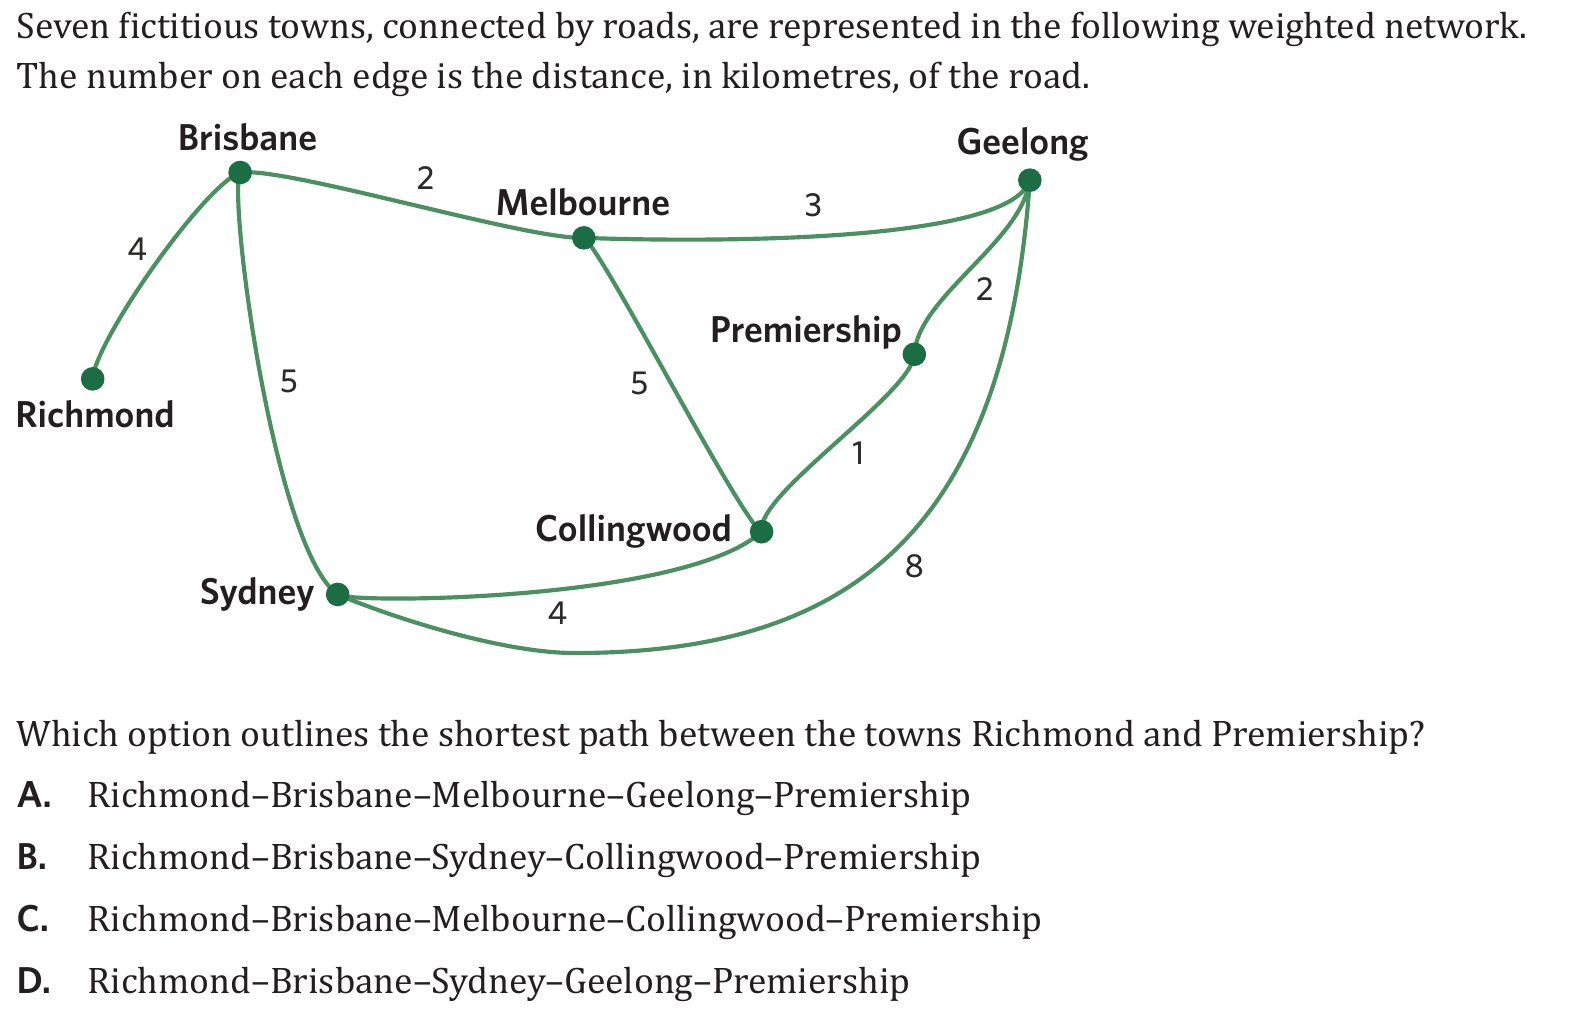 Seven fictitious towns, connected by roads, are represented in the following weighted network.
The number on each edge is the distance, in kilometres, of the road.
Brisbane
Geelong
2
Melbourne
3
4
2
Premiership
5
5
Richmond
1
Collingwood
8
Sydney
4
Which option outlines the shortest path between the towns Richmond and Premiership?
A. Richmond–Brisbane–Melbourne–Geelong–Premiership
B. Richmond–Brisbane–Sydney–Collingwood–Premiership
C. Richmond–Brisbane–Melbourne–Collingwood–Premiership
D. Richmond–Brisbane–Sydney–Geelong–Premiership